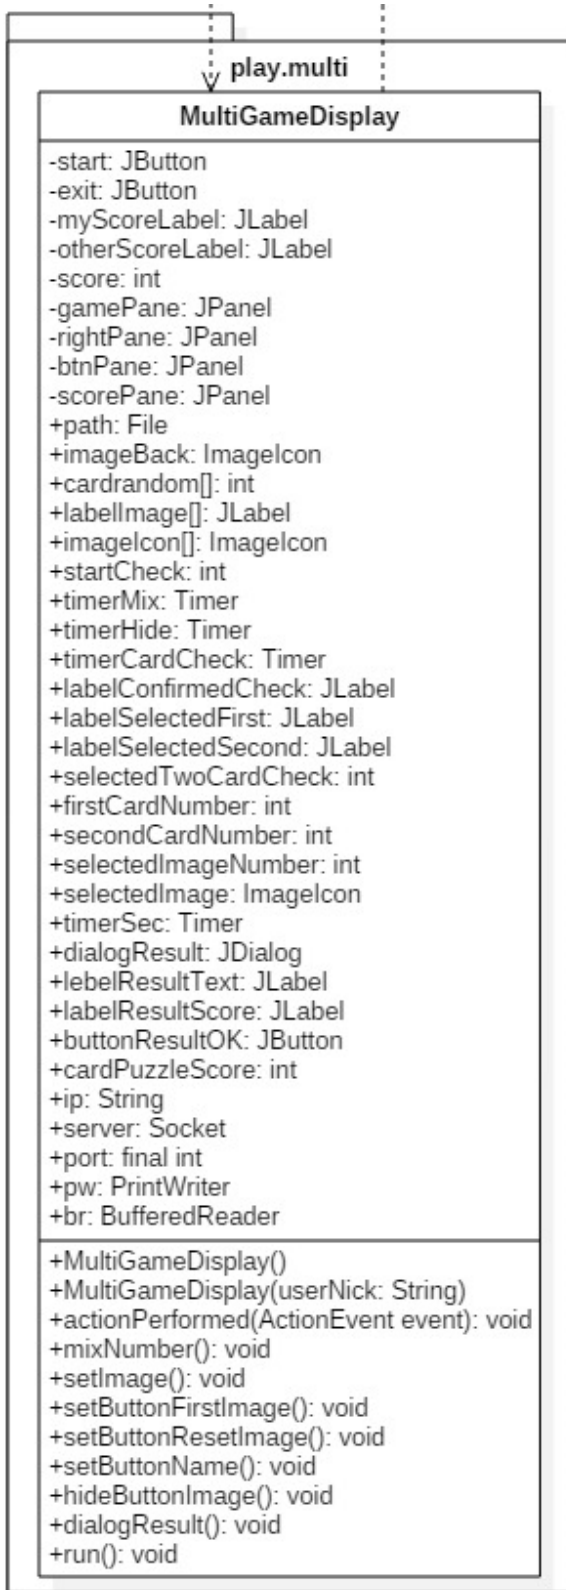 play.multi
MultiGameDisplay
-start: JButton
-exit: JButton
-myScoreLabel: JLabel
-otherScoreLabel: JLabel
-score: int
-gamePane: JPanel
-rightPane: JPanel
-btnPane: JPanel
-scorePane: JPanel
+path: File
+imageBack: ImageIcon
+cardrandom[]: int
+labelImage[]: JLabel
+imageIcon[]: ImageIcon
+startCheck: int
+timerMix: Timer
+timerHide: Timer
+timerCardCheck: Timer
+labelConfirmedCheck: JLabel
+labelSelectedFirst: JLabel
+labelSelectedSecond: JLabel
+selectedTwoCardCheck: int
+firstCardNumber: int
+secondCardNumber: int
+selectedImageNumber: int
+selectedImage: ImageIcon
+timerSec: Timer
+dialogResult: JDialog
+lebelResultText: JLabel
+labelResultScore: JLabel
+buttonResultOK: JButton
+cardPuzzleScore: int
+ip: String
+server: Socket
+port: final int
+pw: PrintWriter
+br: BufferedReader
+MultiGameDisplay()
+MultiGameDisplay(userNick: String)
+actionPerformed(ActionEvent event): void
+mixNumber(): void
+setImage(): void
+setButtonFirstImage(): void
+setButtonResetImage(): void
+setButtonName(): void
+hideButtonImage(): void
+dialogResult(): void
+run(): void